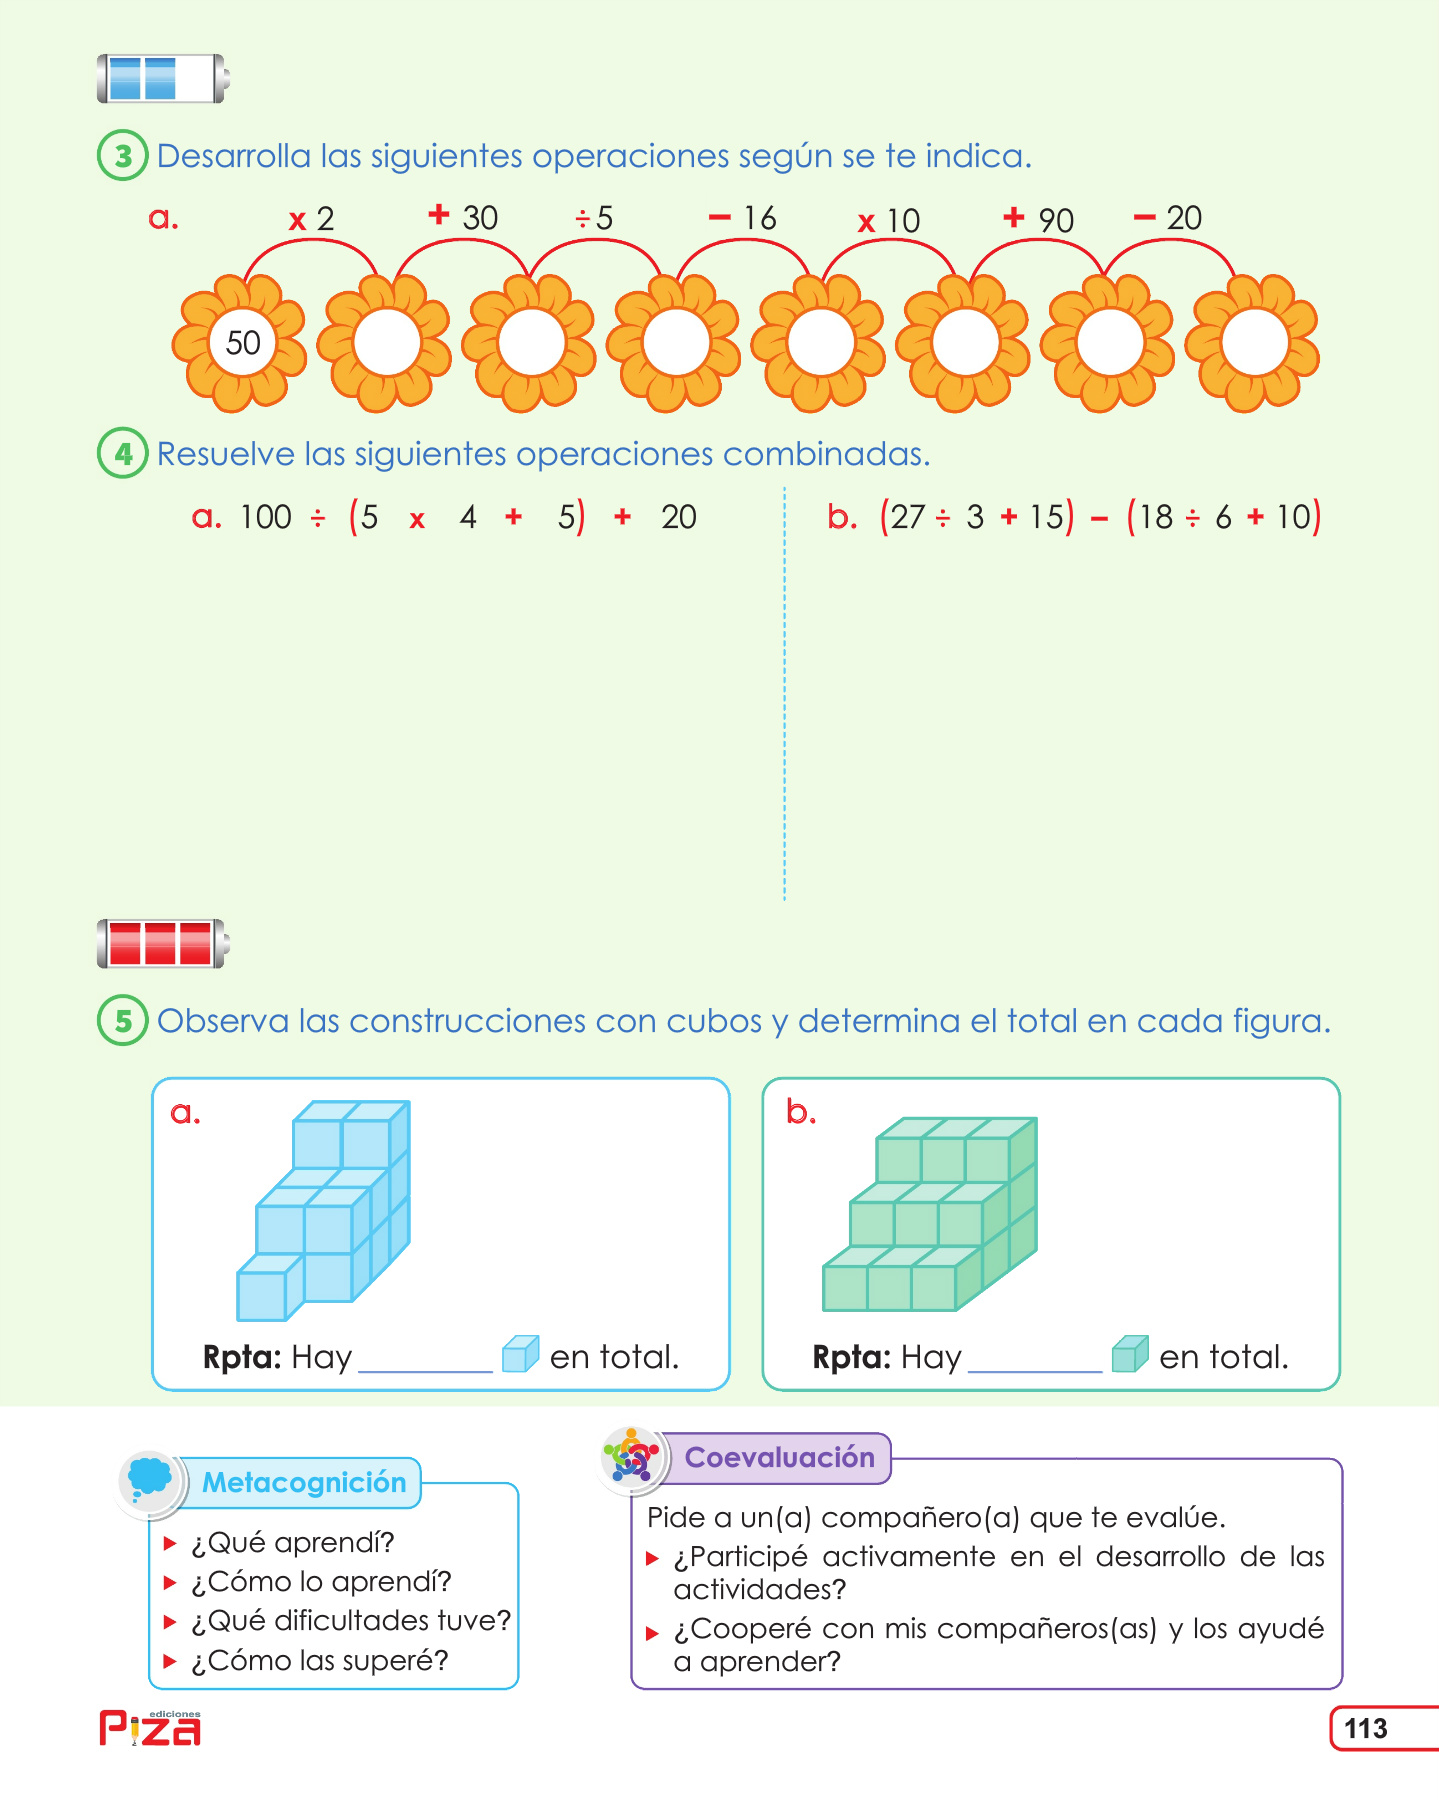 3 Desarrolla las siguientes operaciones según se te indica.
a. x 2 + 30 ÷ 5 − 16 x 10 + 90 − 20
50
4 Resuelve las siguientes operaciones combinadas.
a. 100 ÷ (5 x 4 + 5) + 20
b. (27 ÷ 3 + 15) − (18 ÷ 6 + 10)
5 Observa las construcciones con cubos y determina el total en cada figura.
a.
Rpta: Hay ________ en total.
b.
Rpta: Hay ________ en total.
Metacognición
¿Qué aprendí?
¿Cómo lo aprendí?
¿Qué dificultades tuve?
¿Cómo las superé?
Coevaluación
Pide a un(a) compañero(a) que te evalúe.
¿Participé activamente en el desarrollo de las
actividades?
¿Cooperé con mis compañeros(as) y los ayudé
a aprender?
ediciones
Piza
113